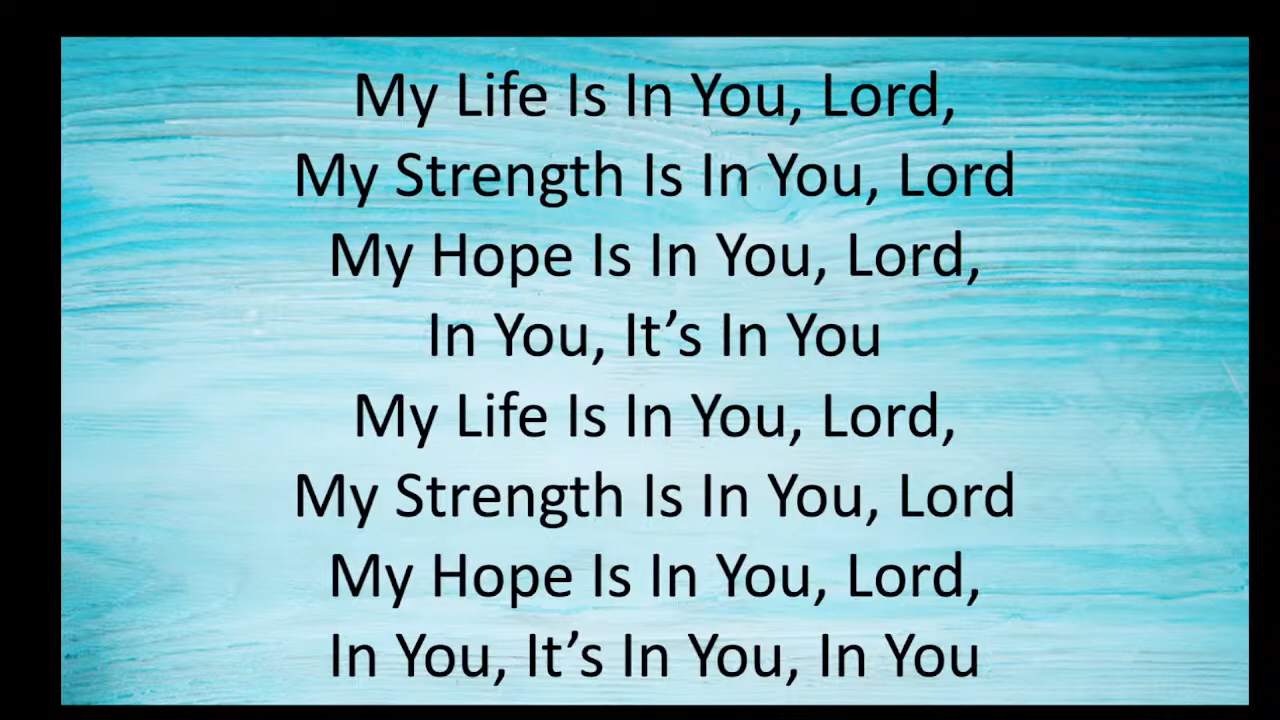 My Life Is In You, Lord,
My Strength Is In You, Lord
My Hope Is In You, Lord,
In You, It’s In You
My Life Is In You, Lord,
My Strength Is In You, Lord
My Hope Is In You, Lord,
In You, It’s In You, In You